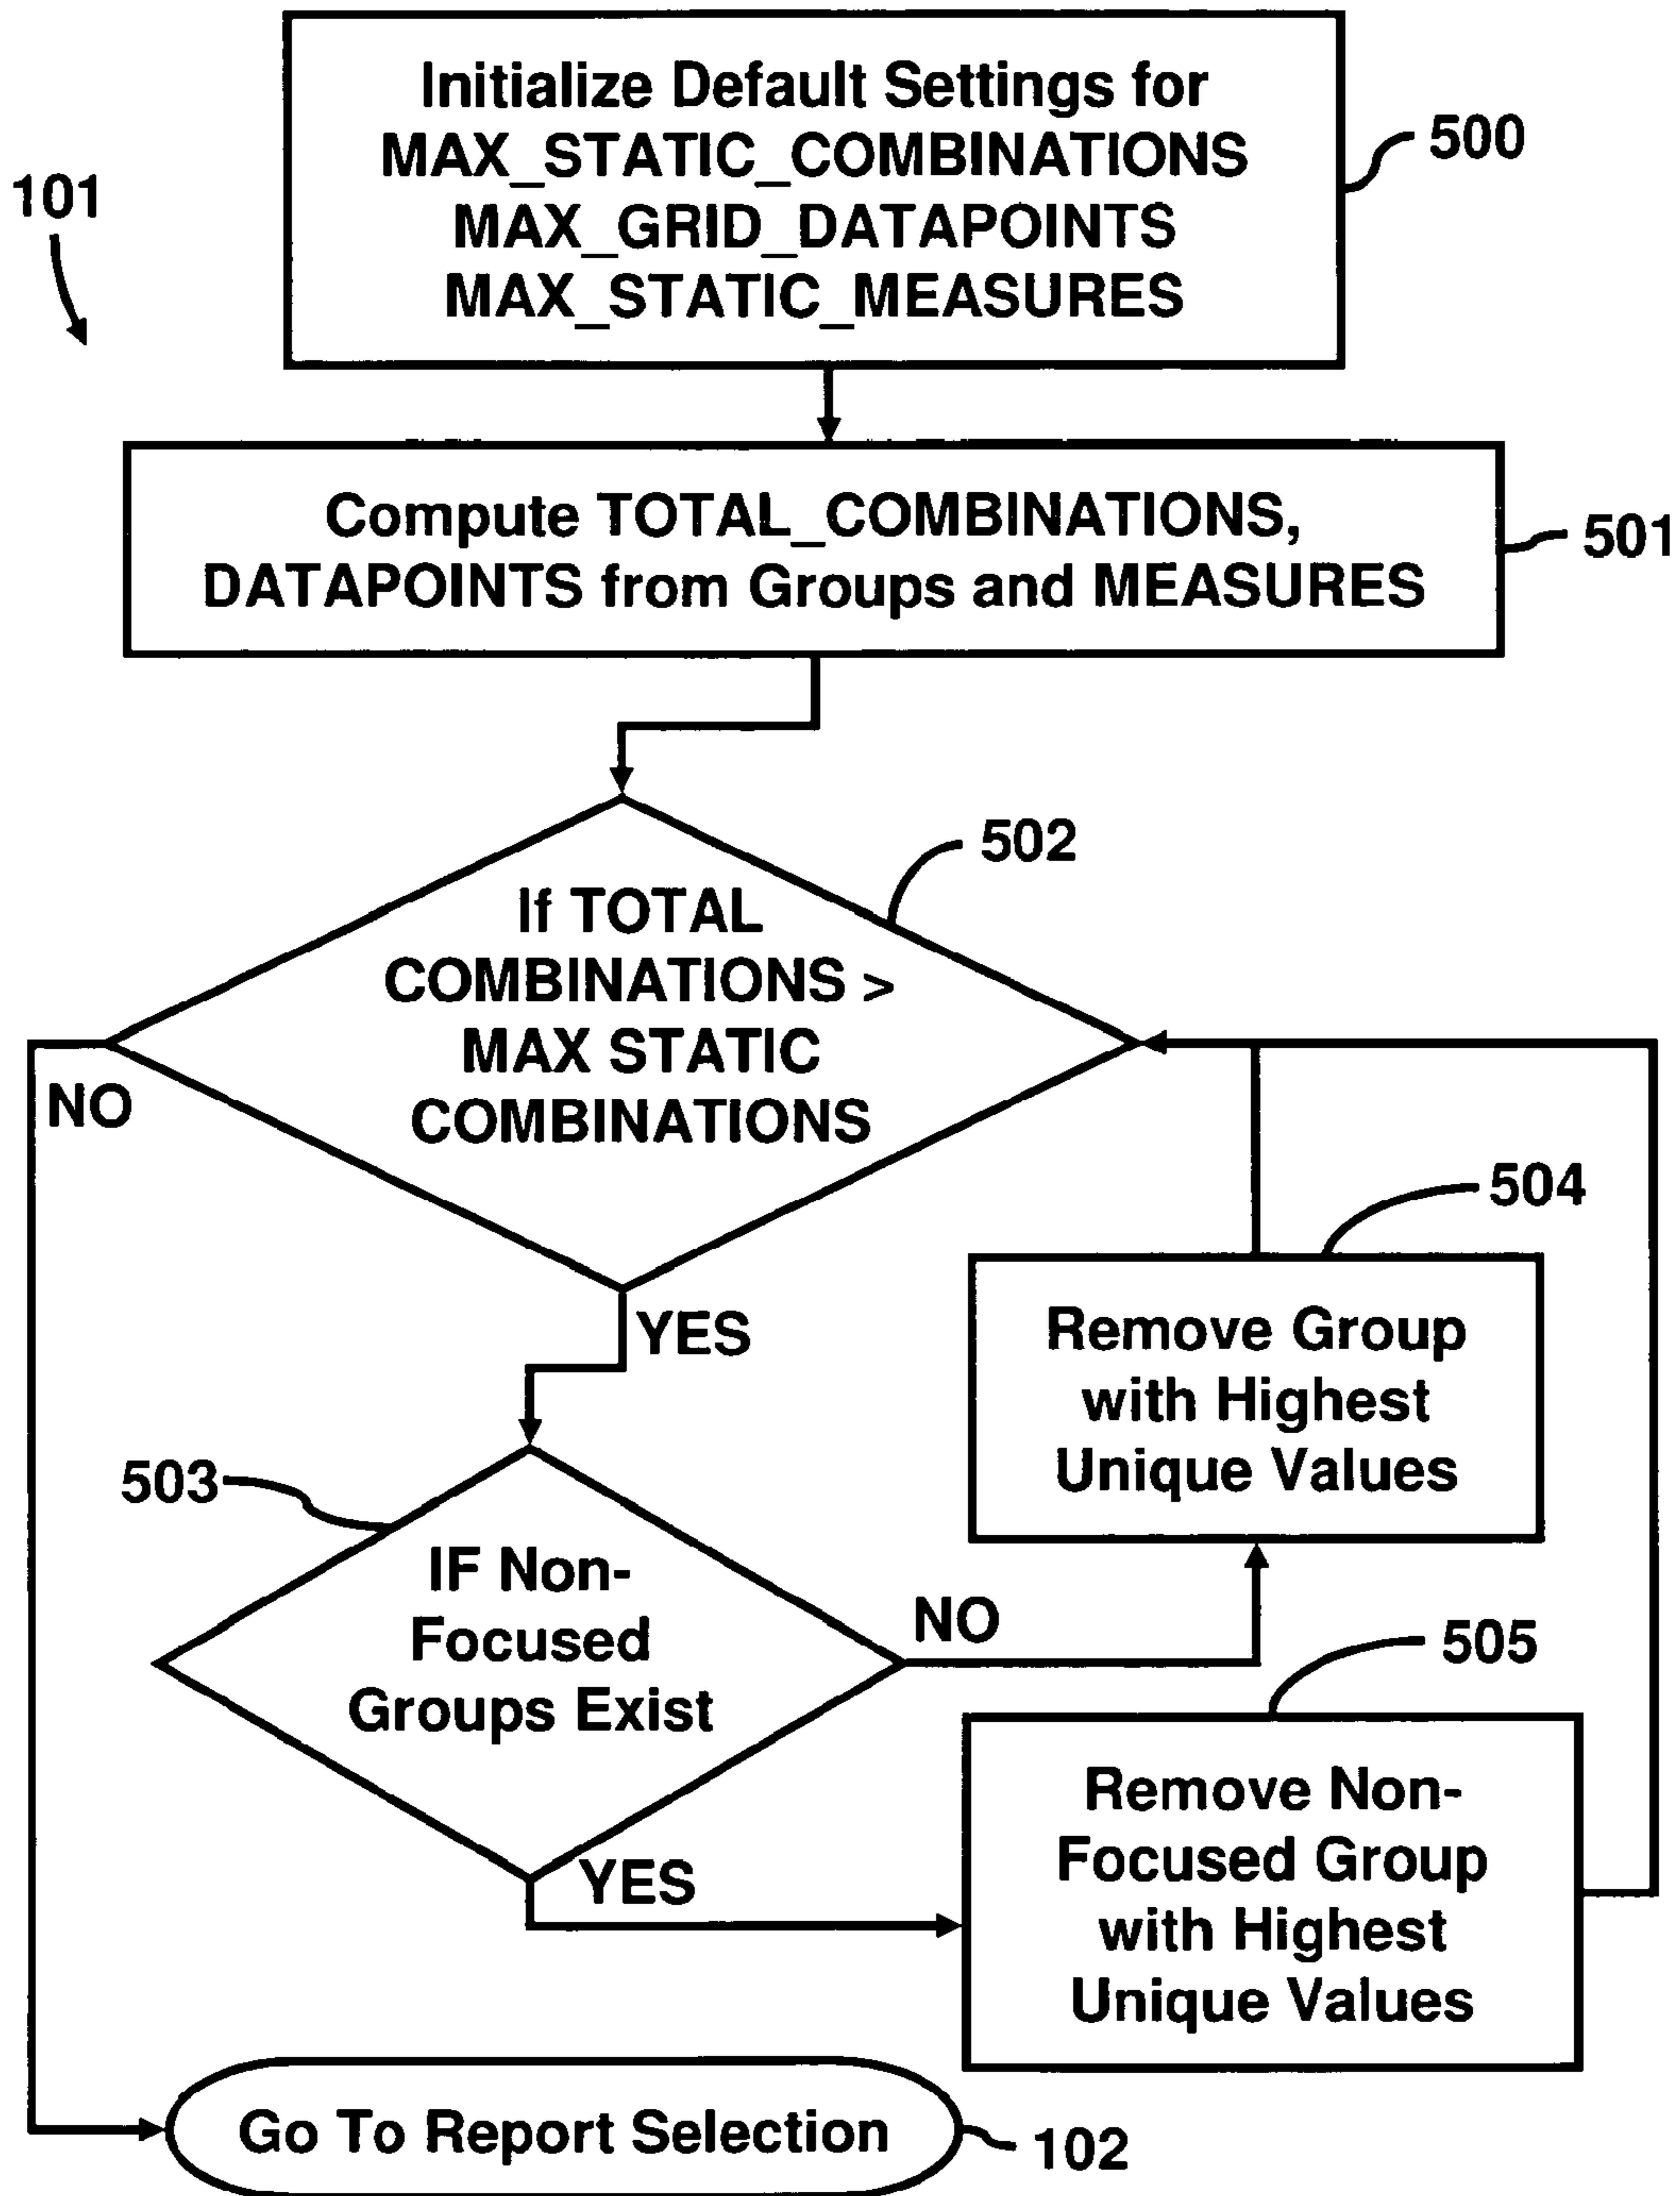 Initialize Default Settings for
MAX_STATIC_COMBINATIONS
MAX_GRID_DATAPOINTS
MAX_STATIC_MEASURES
500
101
Compute TOTAL_COMBINATIONS,
DATAPOINTS from Groups and MEASURES
501
502
If TOTAL
COMBINATIONS >
MAX STATIC
COMBINATIONS
NO
YES
504
Remove Group
with Highest
Unique Values
503
IF Non-
Focused
Groups Exist
NO
YES
505
Remove Non-
Focused Group
with Highest
Unique Values
Go To Report Selection
102